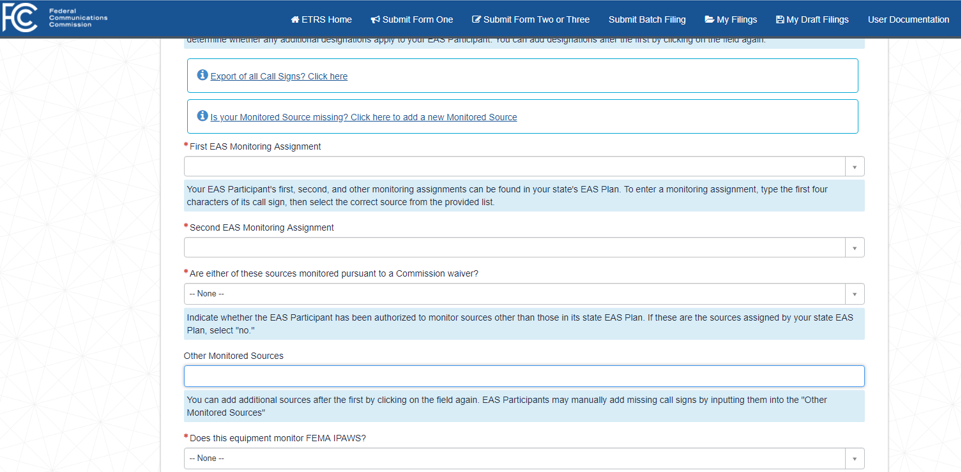 FCC
Federal
Communications
Commission
ETRS Home
Submit Form One
Submit Form Two or Three
Submit Batch Filing
My Filings
My Draft Filings
User Documentation
determine whether any additional designations apply to your EAS Participant. You can add designations after the first by clicking on the field again.
Export of all Call Signs? Click here
Is your Monitored Source missing? Click here to add a new Monitored Source
*First EAS Monitoring Assignment
Your EAS Participant's first, second, and other monitoring assignments can be found in your state's EAS Plan. To enter a monitoring assignment, type the first four
characters of its call sign, then select the correct source from the provided list.
*Second EAS Monitoring Assignment
*Are either of these sources monitored pursuant to a Commission waiver?
-- None --
Indicate whether the EAS Participant has been authorized to monitor sources other than those in its state EAS Plan. If these are the sources assigned by your state EAS
Plan, select "no."
Other Monitored Sources
You can add additional sources after the first by clicking on the field again. EAS Participants may manually add missing call signs by inputting them into the "Other
Monitored Sources"
*Does this equipment monitor FEMA IPAWS?
-- None --